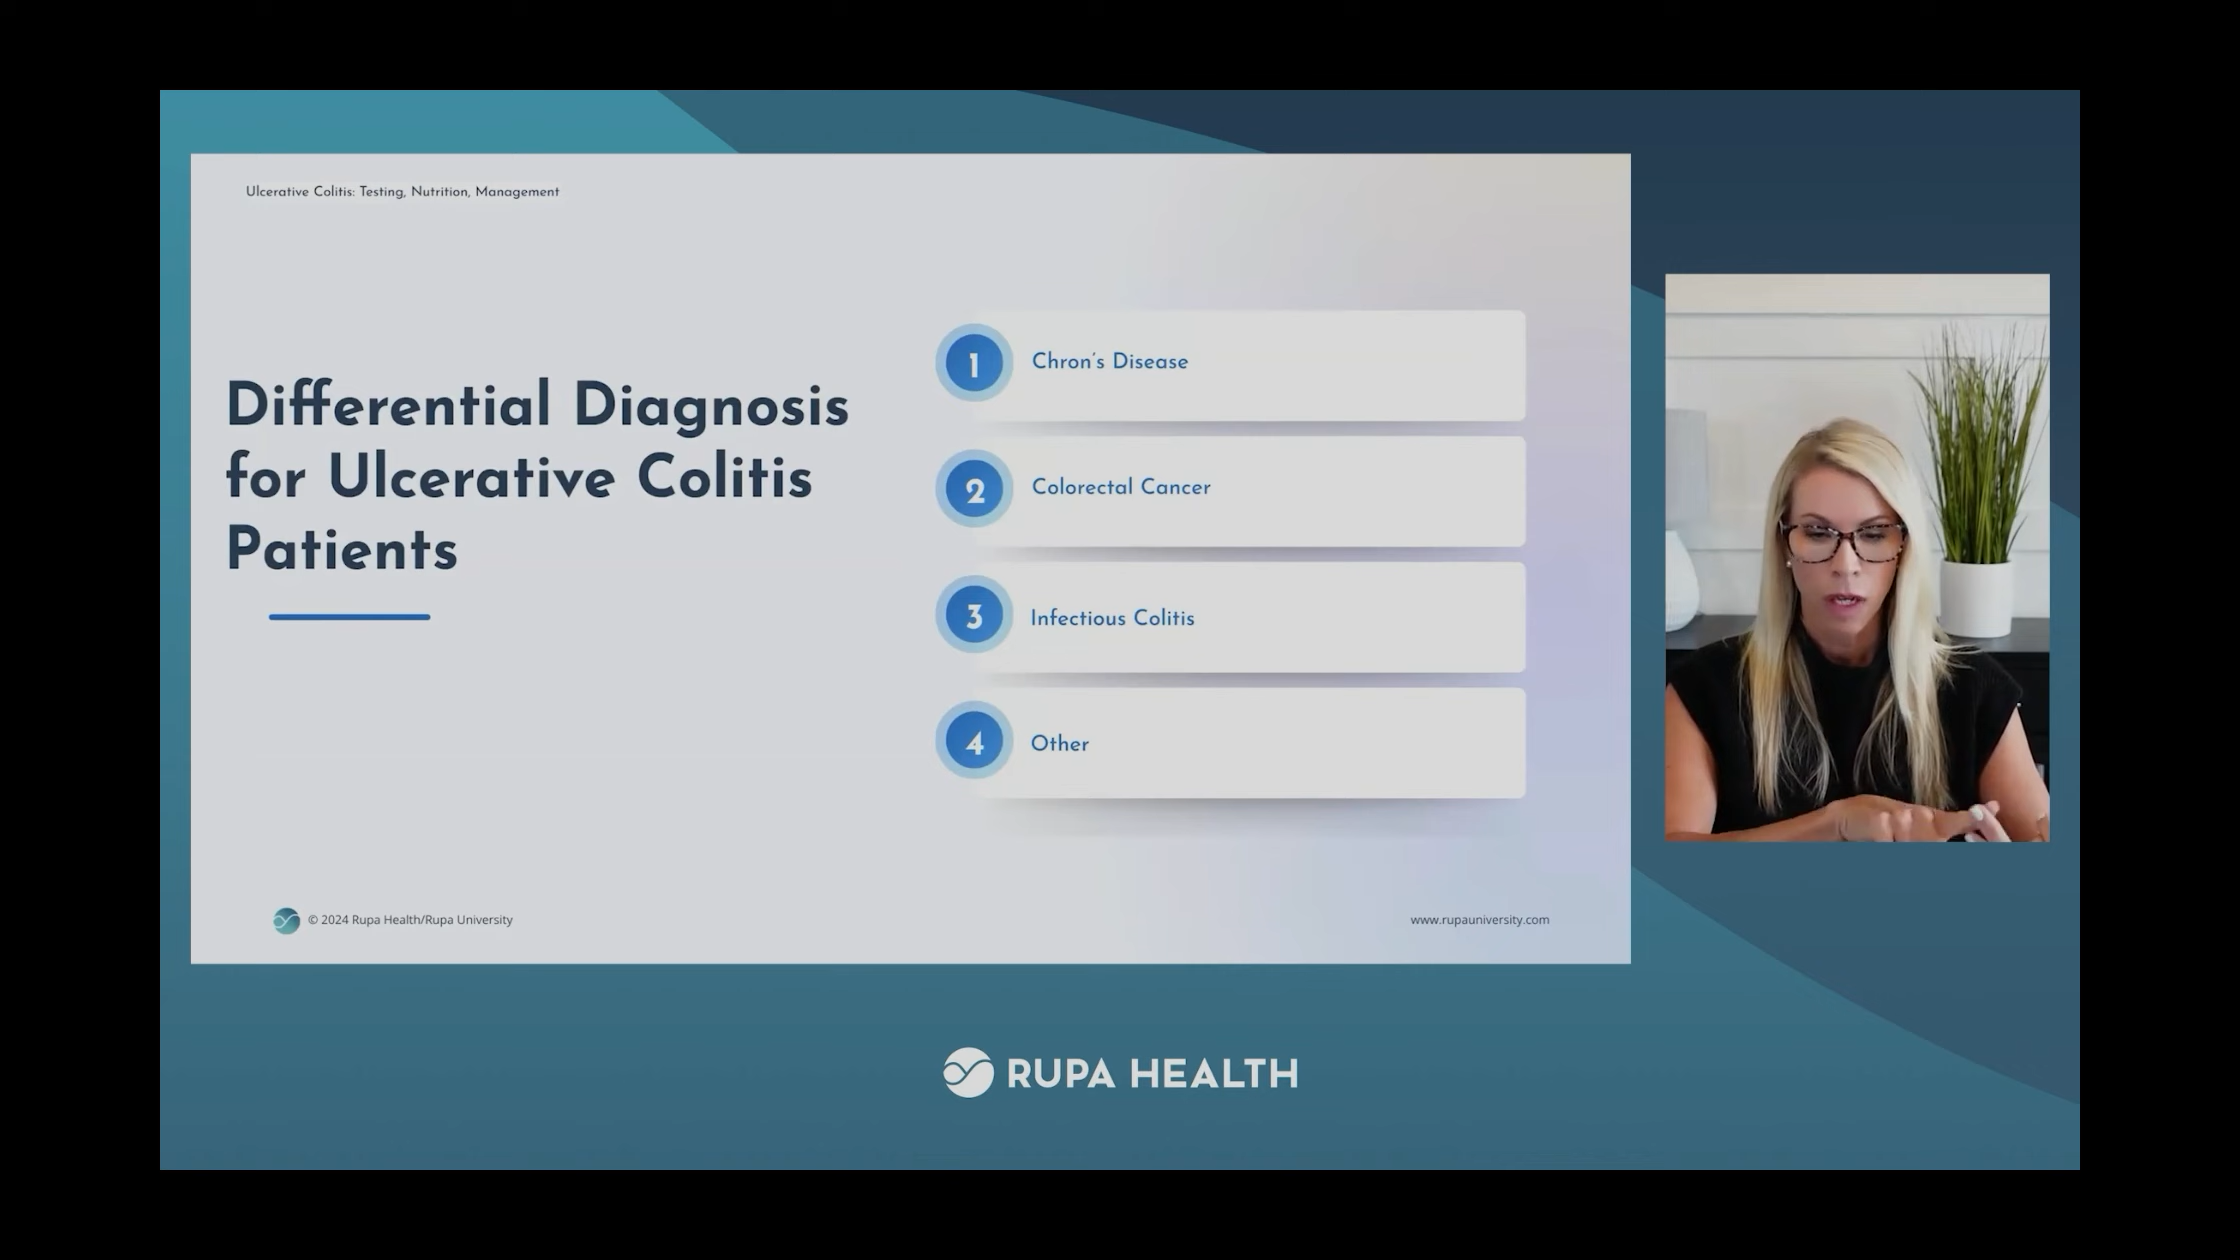 Ulcerative Colitis: Testing, Nutrition, Management
Differential Diagnosis
for Ulcerative Colitis
Patients
1
Chron's Disease
2
Colorectal Cancer
3
Infectious Colitis
4
Other
© 2024 Rupa Health/Rupa University
www.rupauniversity.com
RUPA HEALTH